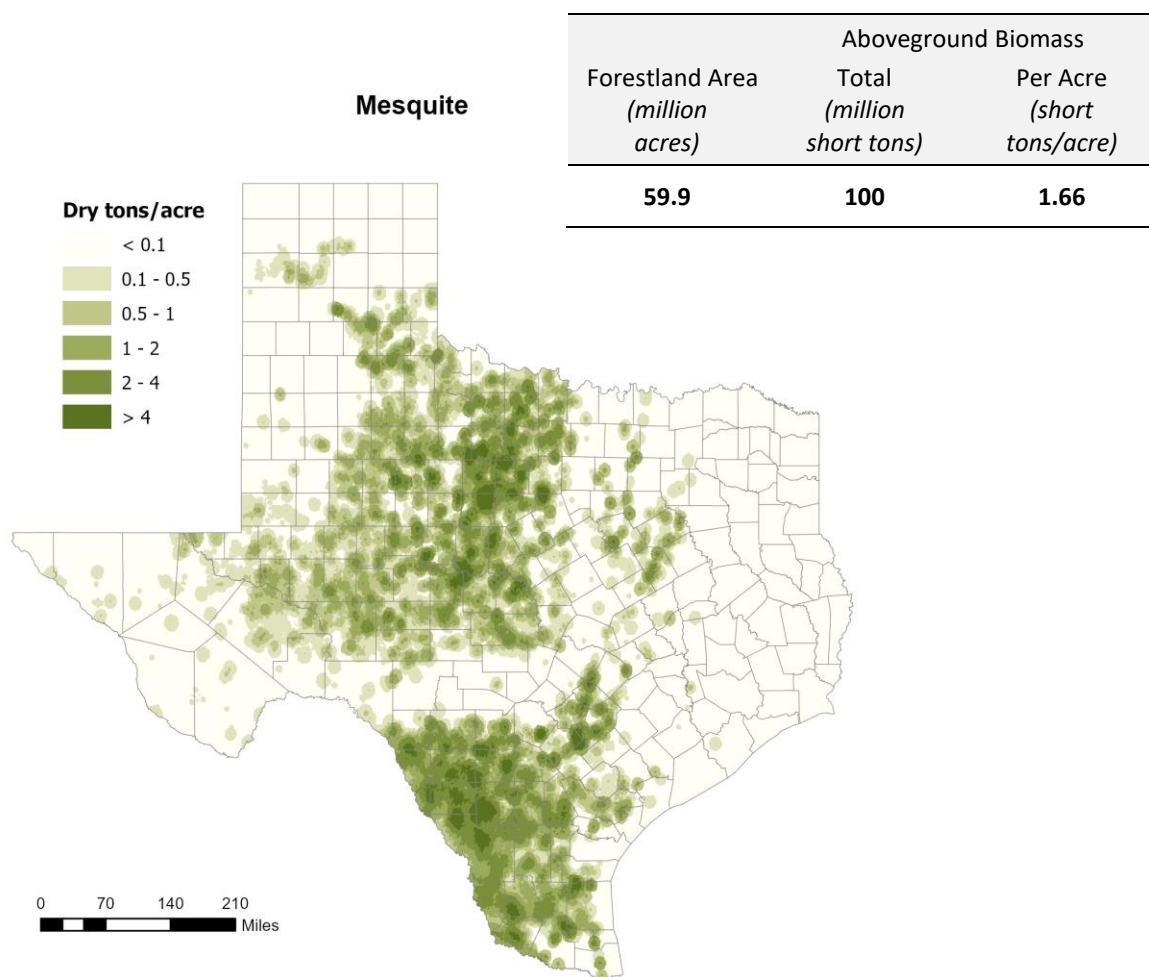 Aboveground Biomass
Forestland Area Total Per Acre
(million (million (short
acres) short tons) tons/acre)
59.9 100 1.66
Mesquite
Dry tons/acre
< 0.1
0.1 - 0.5
0.5 - 1
1 - 2
2 - 4
> 4
0 70 140 210
Miles